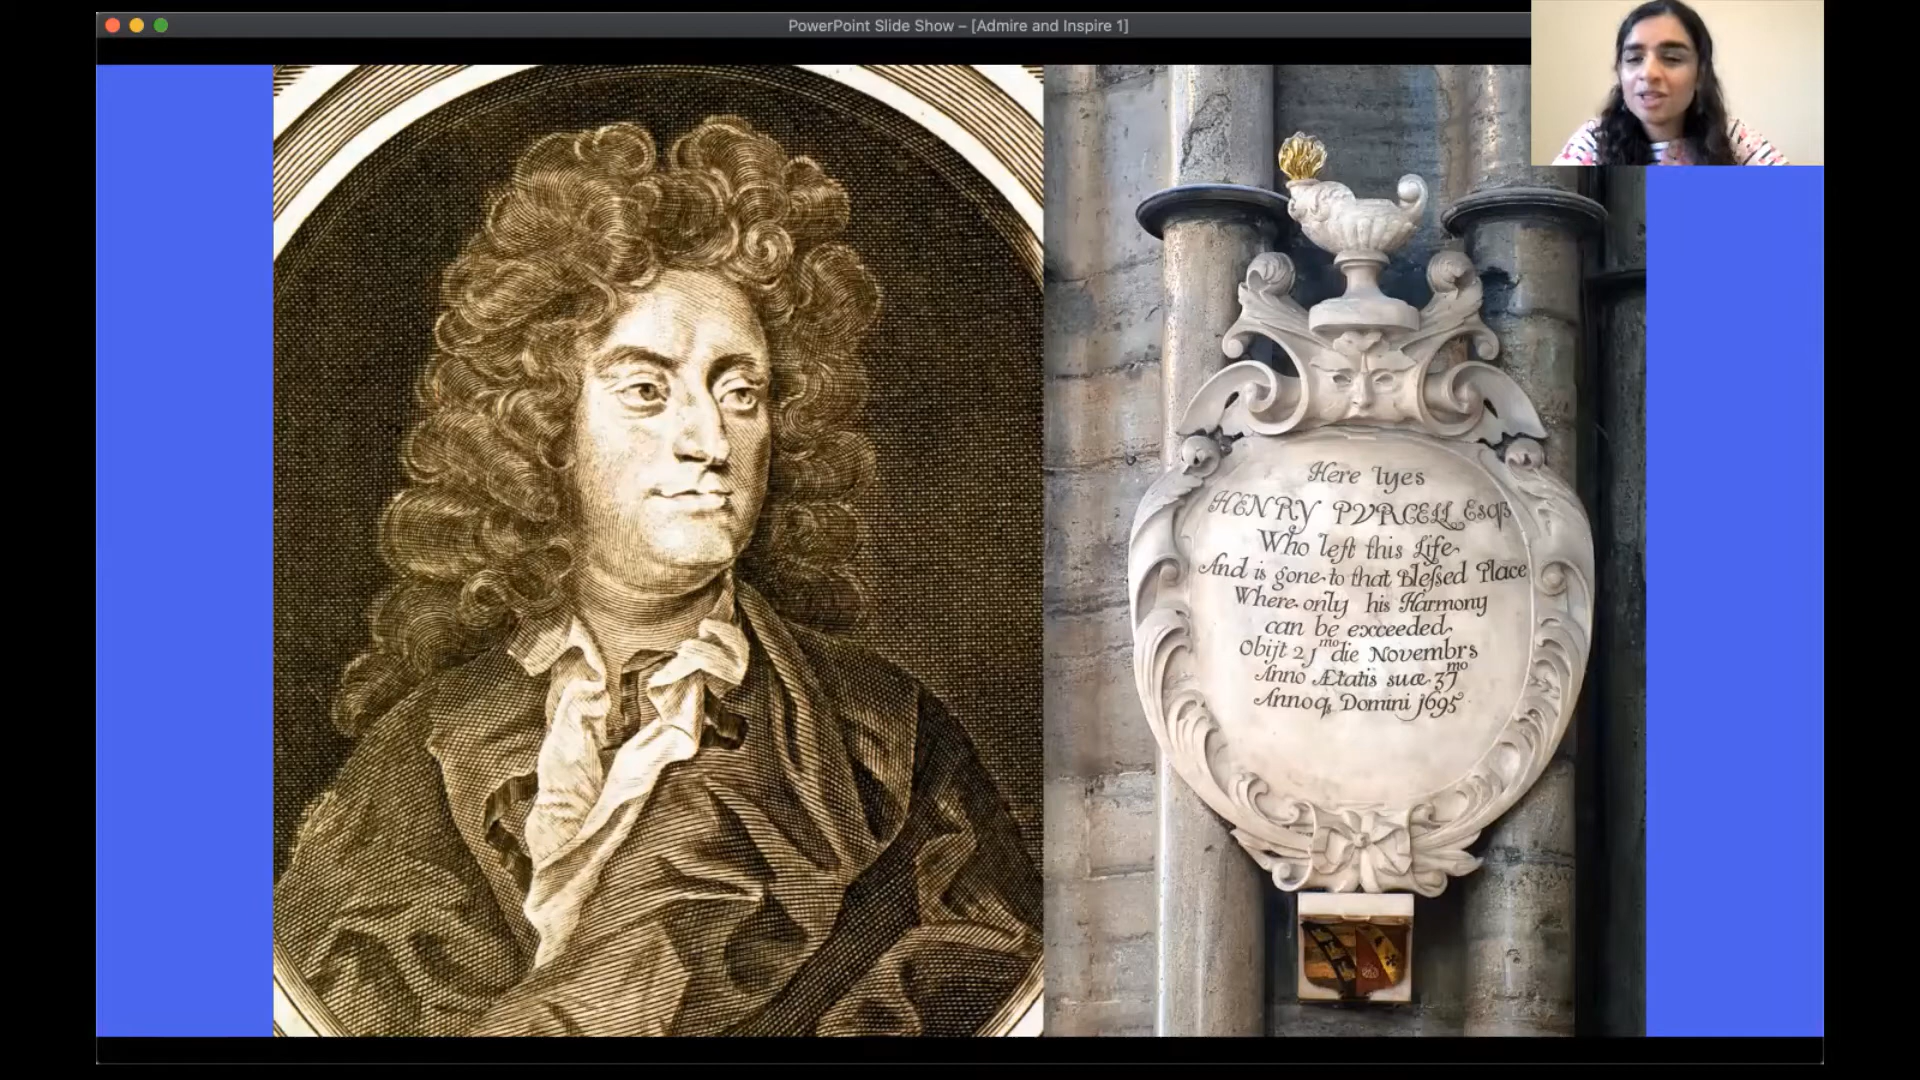 PowerPoint Slide Show – [Admire and Inspire 1]
Here lyes
HENRY PVRCELL Esqr.
Who left this Life
And is gone to that Blessed Place
Where only his Harmony
can be exceeded.
Obijt 21mo die Novembrs
Anno Ætatis suæ 37mo
Annoq Domini 1695